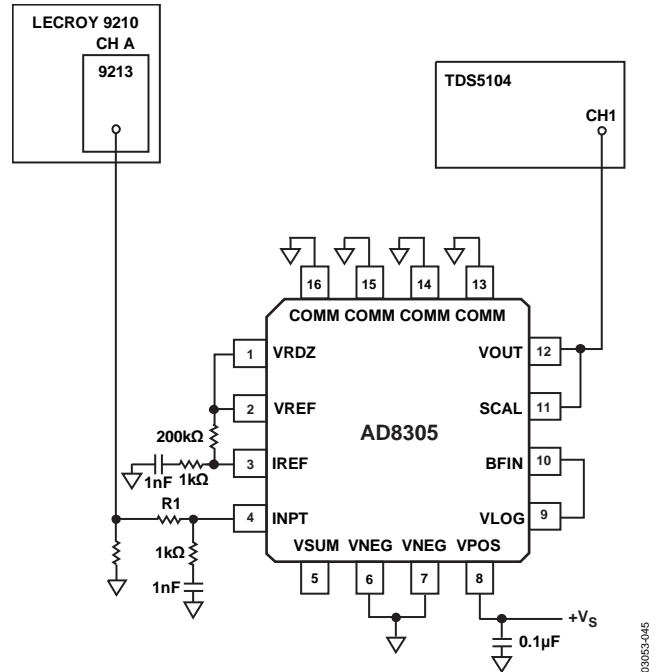 LECROY 9210
CH A
9213
TDS5104
CH1
16 15 14 13
COMM COMM COMM COMM
1 VRDZ
VOUT 12
2 VREF
SCAL 11
200kΩ
AD8305
3 IREF
BFIN 10
1nF 1kΩ
R1
4 INPT
VLOG 9
1kΩ
1nF
VSUM VNEG VNEG VPOS
5 6 7 8
+VS
0.1µF
03053-045